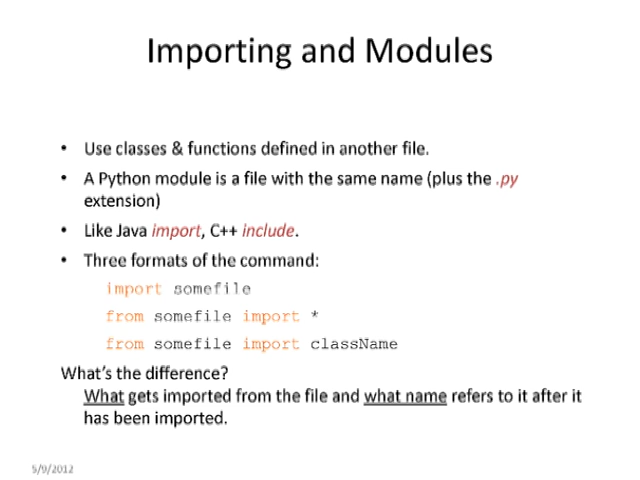 Importing and Modules
• Use classes & functions defined in another file.
• A Python module is a file with the same name (plus the .py
extension)
• Like Java import, C++ include.
• Three formats of the command:
import somefile
from somefile import *
from somefile import className
What's the difference?
What gets imported from the file and what name refers to it after it
has been imported.
5/9/2012